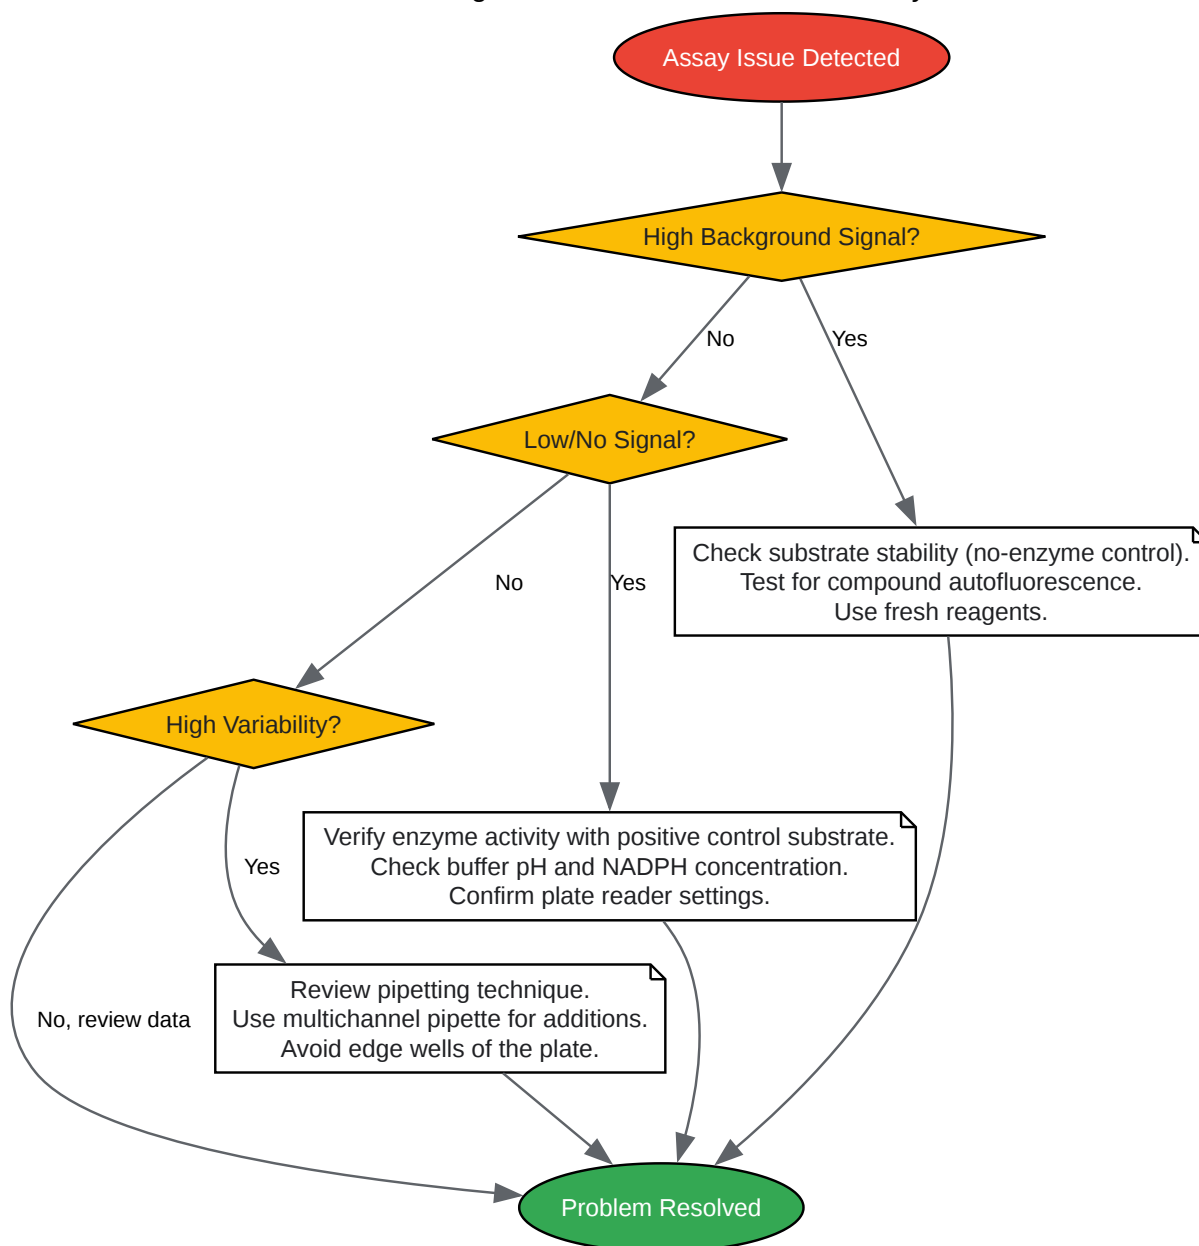 Assay Issue Detected
High Background Signal?
No
Yes
Low/No Signal?
Check substrate stability (no-enzyme control).
Test for compound autofluorescence.
Use fresh reagents.
No
Yes
High Variability?
Verify enzyme activity with positive control substrate.
Check buffer pH and NADPH concentration.
Confirm plate reader settings.
Yes
Review pipetting technique.
Use multichannel pipette for additions.
Avoid edge wells of the plate.
No, review data
Problem Resolved